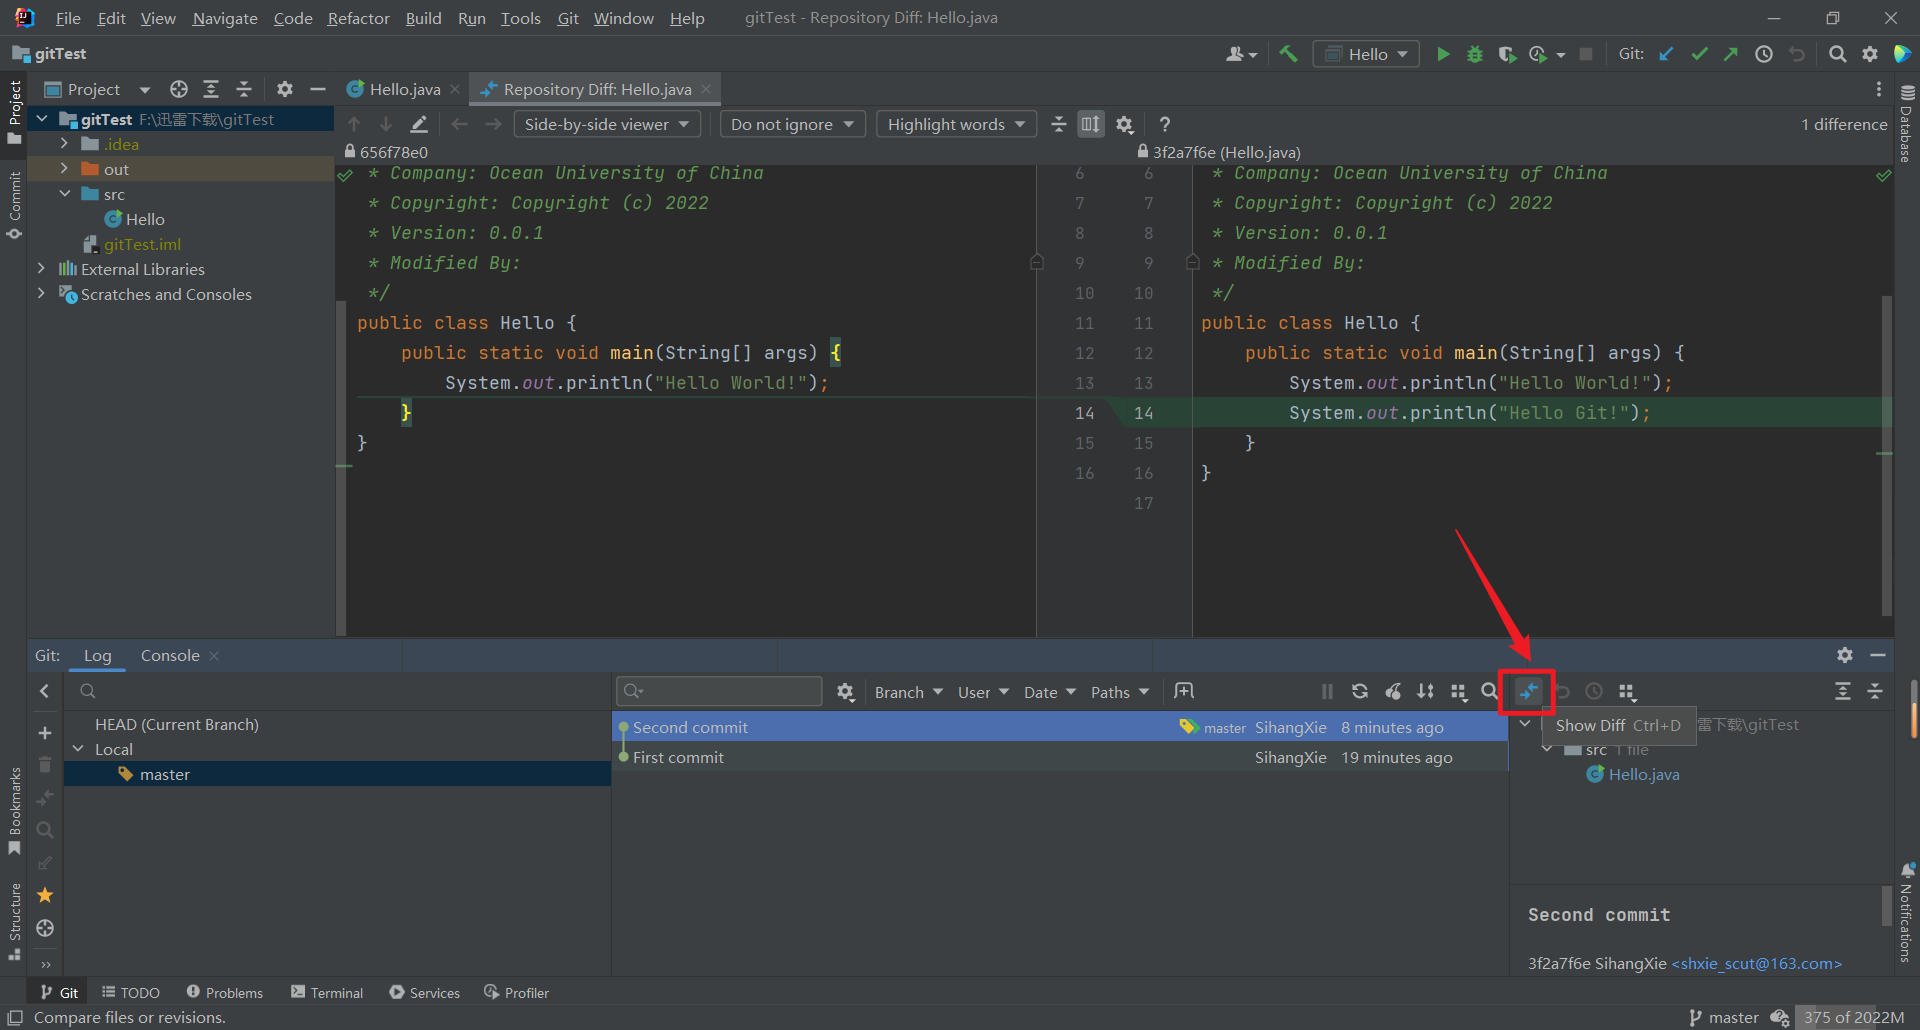 File Edit View Navigate Code Refactor Build Run Tools Git Window Help gitTest - Repository Diff: Hello.java
gitTest
Hello
Git:
Project
Hello.java
Repository Diff: Hello.java
gitTest F:\迅雷下载\gitTest
.idea
out
src
Hello
gitTest.iml
External Libraries
Scratches and Consoles
Side-by-side viewer Do not ignore Highlight words ? 1 difference
656f78e0
3f2a7f6e (Hello.java)
* Company: Ocean University of China
* Copyright: Copyright (c) 2022
* Version: 0.0.1
* Modified By:
*/
public class Hello {
public static void main(String[] args) {
System.out.println("Hello World!");
}
}
6 6
7 7
8 8
9 9
10 10
11 11
12 12
13 13
14 14
15 15
16 16
17
* Company: Ocean University of China
* Copyright: Copyright (c) 2022
* Version: 0.0.1
* Modified By:
*/
public class Hello {
public static void main(String[] args) {
System.out.println("Hello World!");
System.out.println("Hello Git!");
}
}
Git: Log Console
HEAD (Current Branch)
Local
master
Branch User Date Paths
Second commit master SihangXie 8 minutes ago
First commit SihangXie 19 minutes ago
Show Diff Ctrl+D
雷下载\gitTest
src 1 file
Hello.java
Second commit
3f2a7f6e SihangXie <shxie_scut@163.com>
Project
Commit
Bookmarks
Structure
Database
Notifications
Git TODO Problems Terminal Services Profiler
Compare files or revisions.
master 375 of 2022M